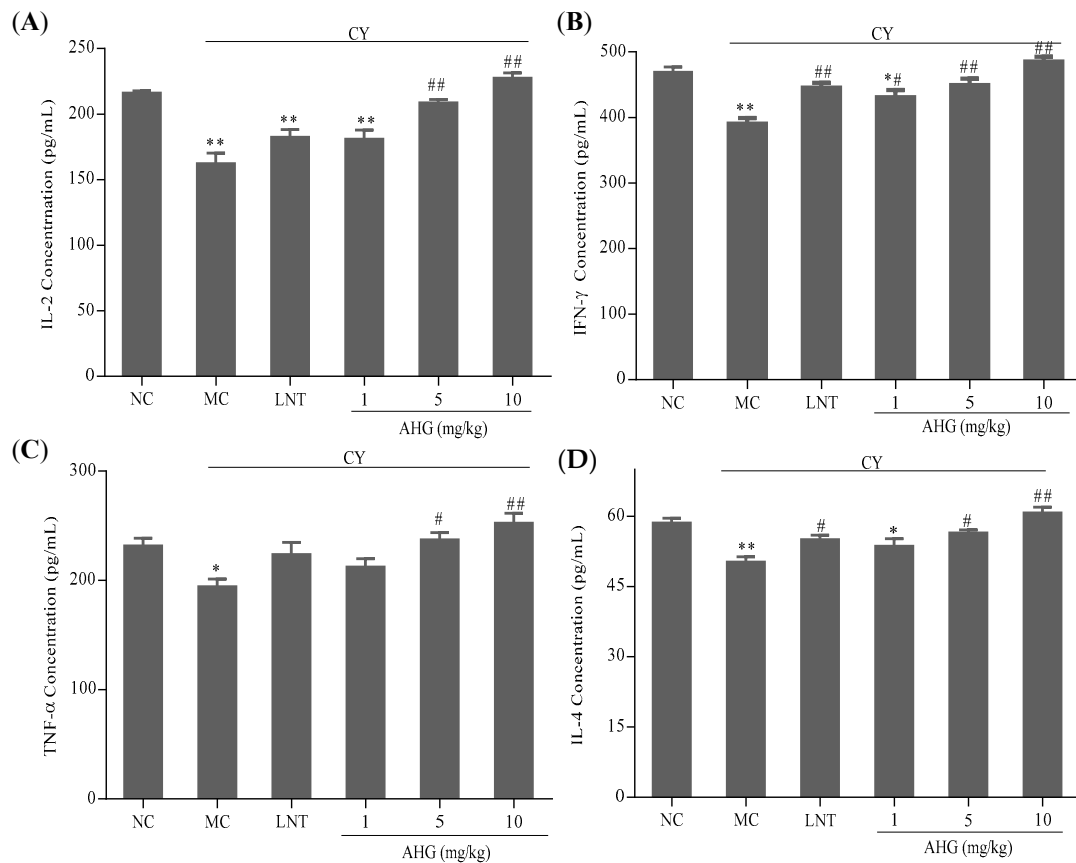 (A)
CY
IL-2 Concentrnation (pg/mL)
250
200
150
100
50
0
**
**
**
##
##
NC MC LNT 1 5 10
AHG (mg/kg)
(B)
CY
IFN-γ Concentration (pg/mL)
500
400
300
200
100
0
**
##
*#
##
##
NC MC LNT 1 5 10
AHG (mg/kg)
(C)
CY
TNF-α Concentration (pg/mL)
300
200
100
0
*
#
##
NC MC LNT 1 5 10
AHG (mg/kg)
(D)
CY
IL-4 Concentration (pg/mL)
60
45
30
15
0
**
#
*
#
##
NC MC LNT 1 5 10
AHG (mg/kg)